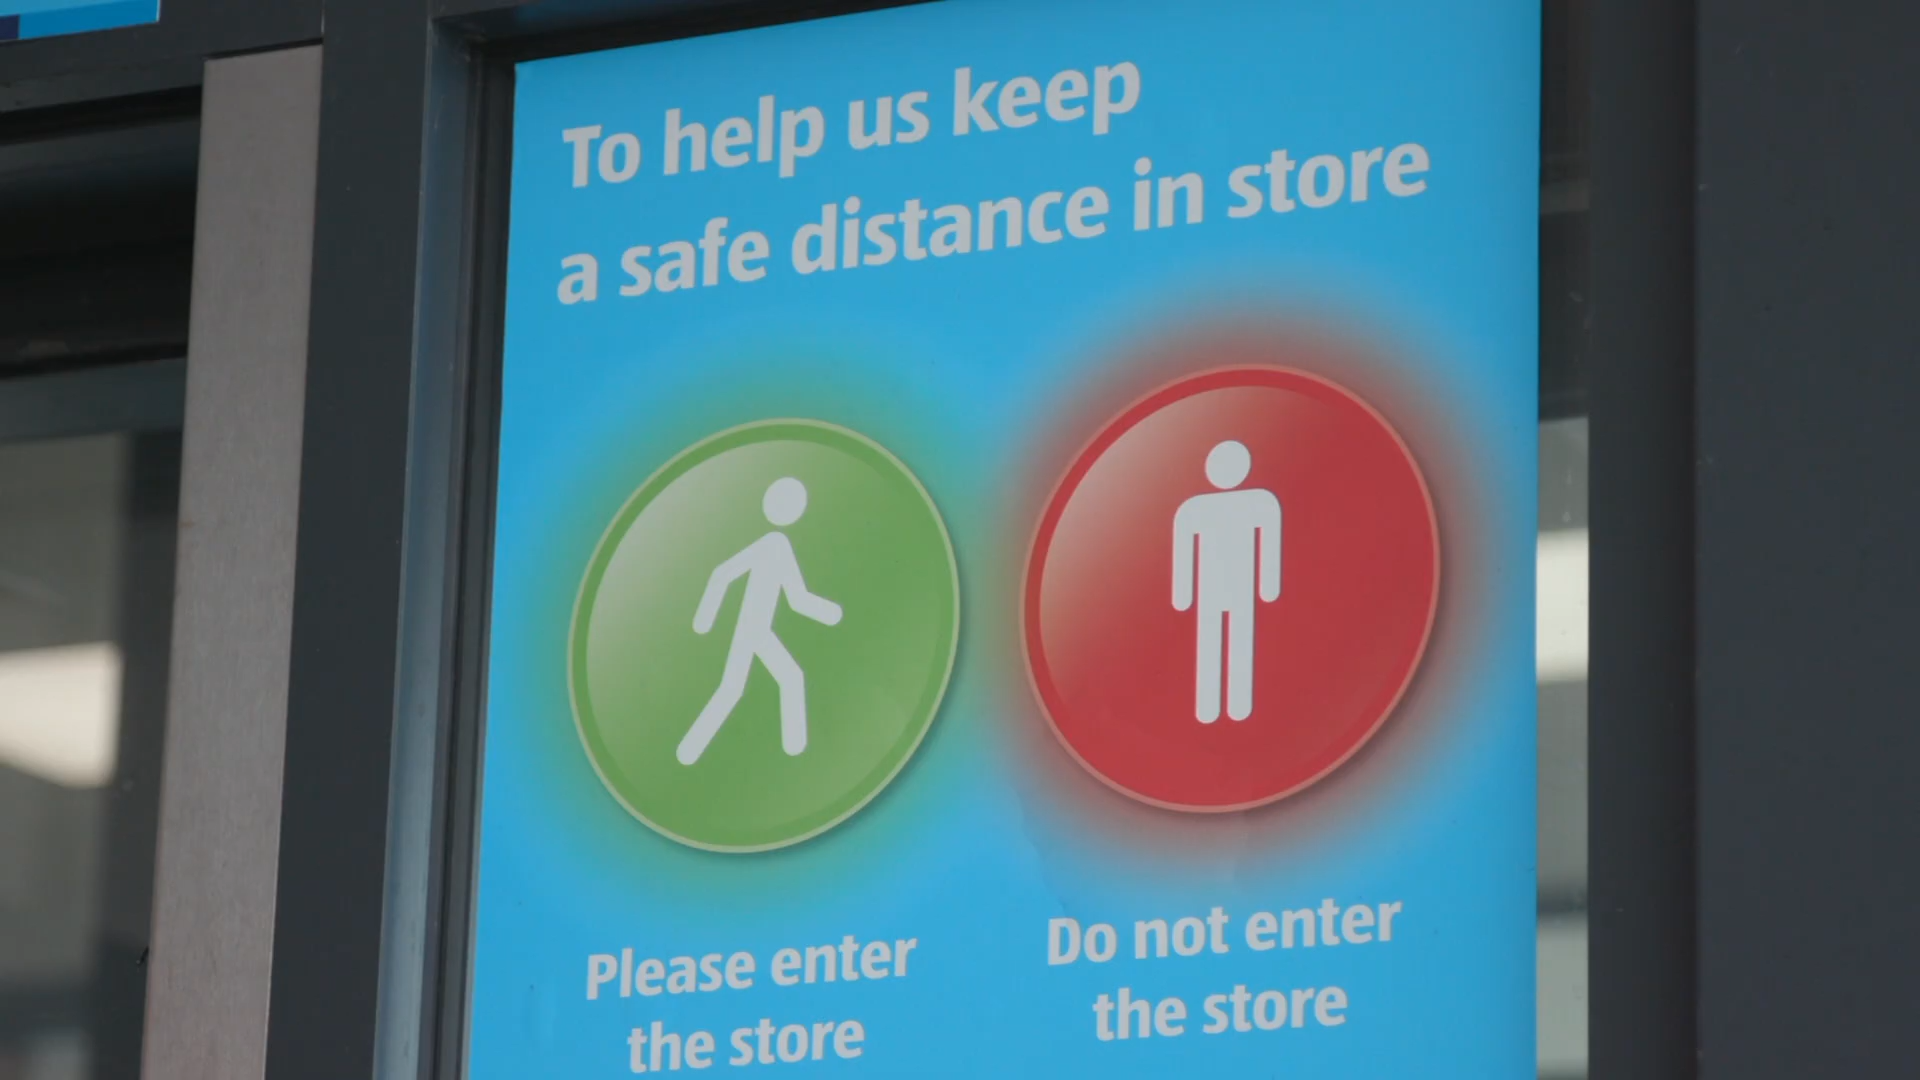 To help us keep
a safe distance in store
Please enter
the store
Do not enter
the store